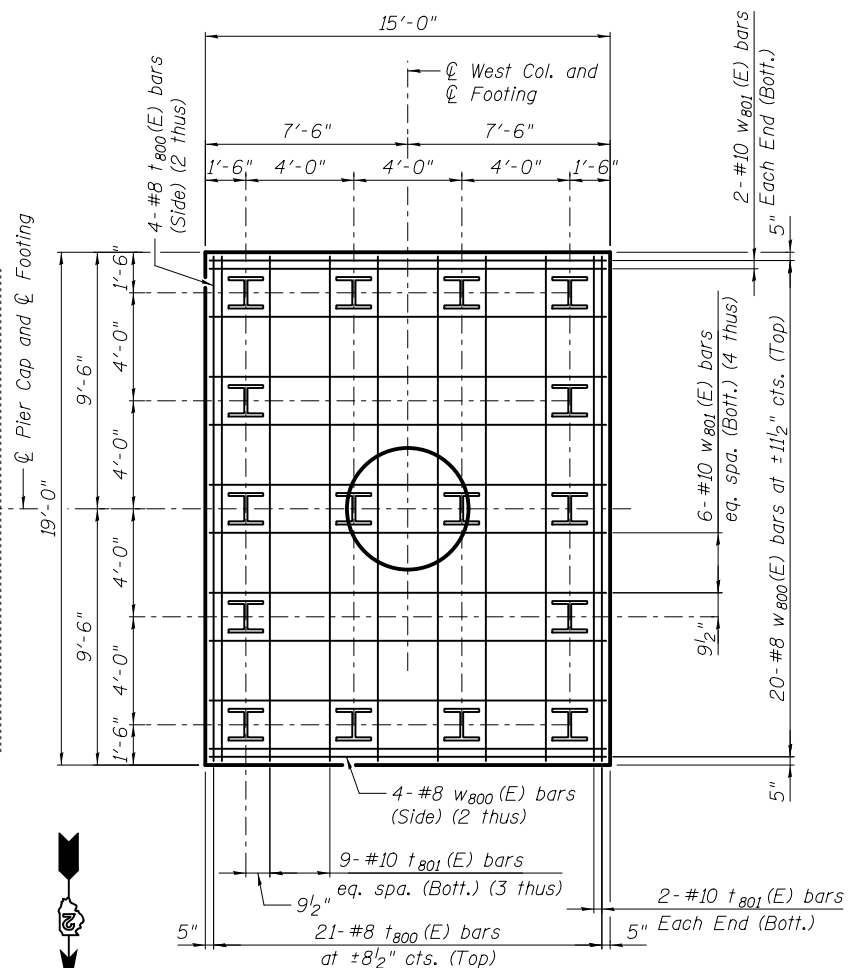 15'-0"
℄ West Col. and
℄ Footing
7'-6"
7'-6"
1'-6"
4'-0"
4'-0"
4'-0"
1'-6"
4-#8 t800(E) bars
(Side) (2 thus)
2-#10 w801(E) bars
Each End (Bott.)
5"
℄ Pier Cap and ℄ Footing
19'-0"
9'-6"
9'-6"
1'-6"
4'-0"
4'-0"
4'-0"
4'-0"
1'-6"
6-#10 w801(E) bars
eq. spa. (Bott.) (4 thus)
9½"
20-#8 w800(E) bars at ±11½" cts. (Top)
5"
4-#8 w800(E) bars
(Side) (2 thus)
9-#10 t801(E) bars
eq. spa. (Bott.) (3 thus)
9½"
2-#10 t801(E) bars
Each End (Bott.)
5"
21-#8 t800(E) bars
at ±8½" cts. (Top)
5"